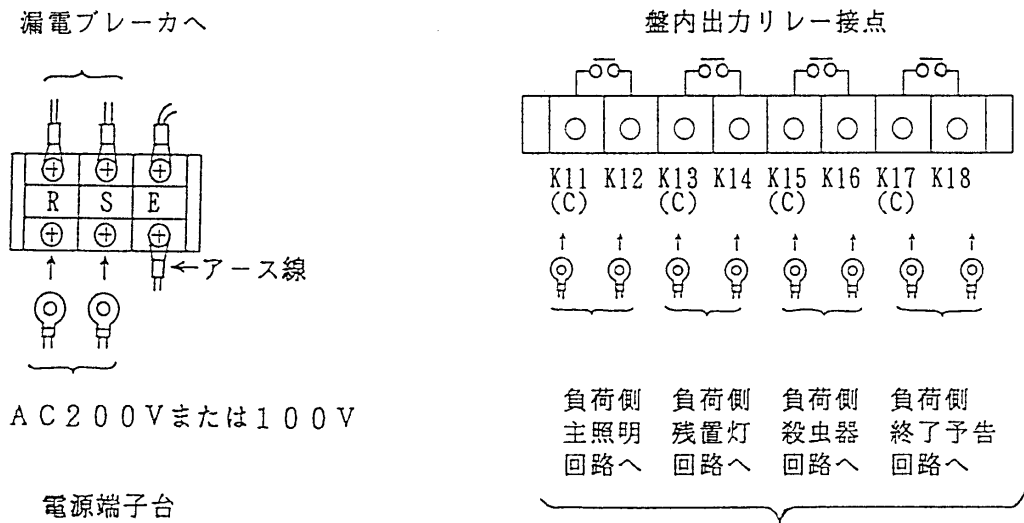 漏電ブレーカへ
R S E
←アース線
AC200Vまたは100V
電源端子台
盤内出力リレー接点
K11 K12 K13 K14 K15 K16 K17 K18
(C) (C) (C) (C)
負荷側 負荷側 負荷側 負荷側
主照明 残置灯 殺虫器 終了予告
回路へ 回路へ 回路へ 回路へ